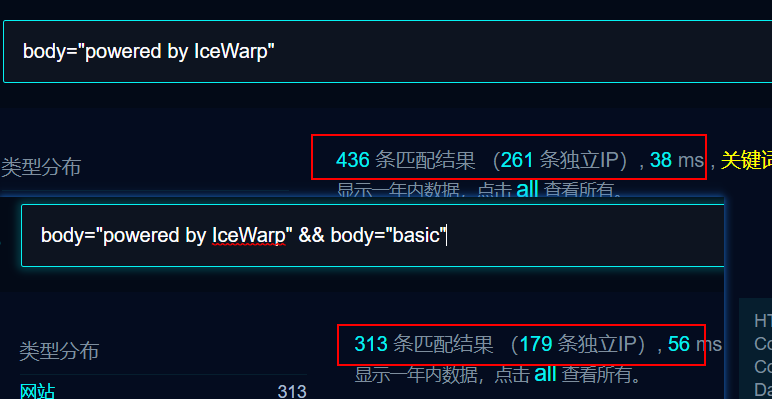 body="powered by IceWarp"
类型分布
436 条匹配结果 （261 条独立IP）, 38 ms , 关键词
显示一年内数据，点击 all 查看所有。
body="powered by IceWarp" && body="basic"
类型分布
313 条匹配结果 （179 条独立IP）, 56 ms
显示一年内数据，点击 all 查看所有。
网站 313
HT
Co
Co
Da